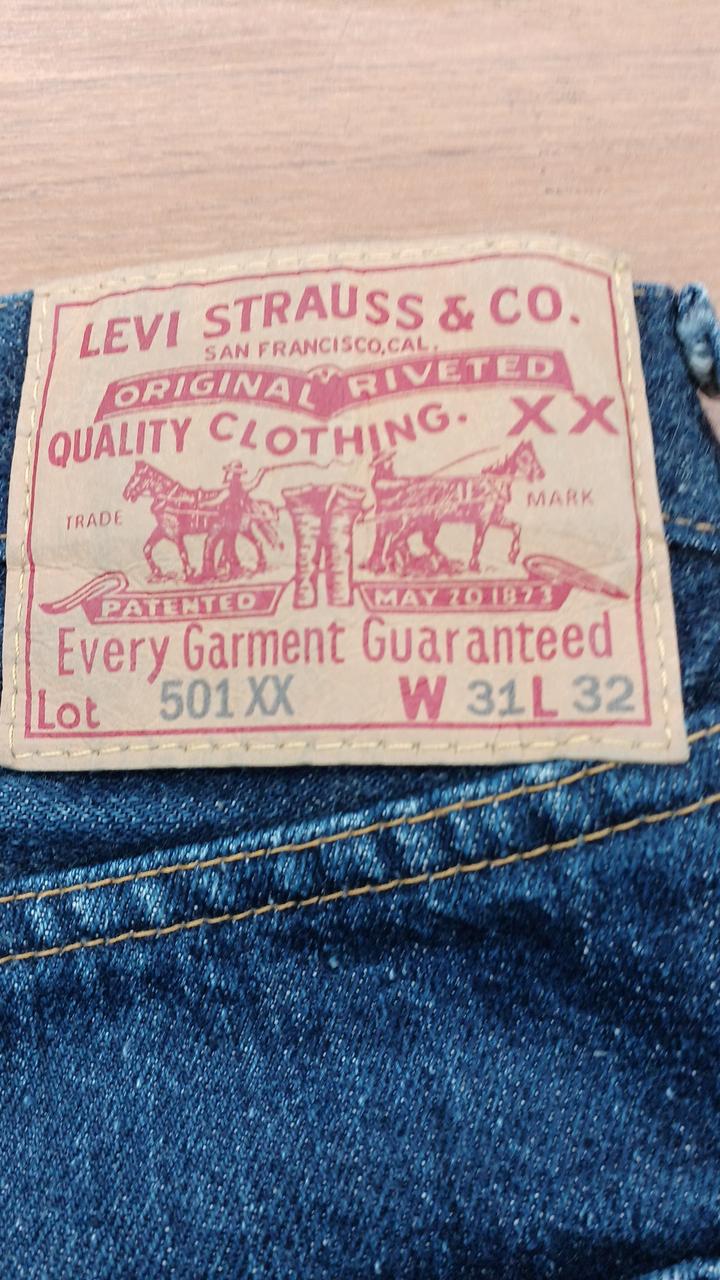 LEVI STRAUSS & CO.
SAN FRANCISCO, CAL.
ORIGINAL RIVETED
QUALITY CLOTHING. XX
TRADE MARK
PATENTED MAY 20 1873
Every Garment Guaranteed
Lot 501 XX W 31 L 32